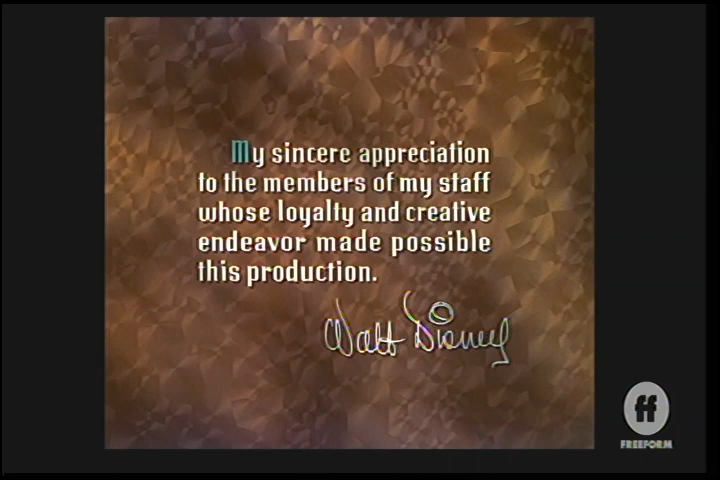 My sincere appreciation
to the members of my staff
whose loyalty and creative
endeavor made possible
this production.
Walt Disney
ff
FREEFORM